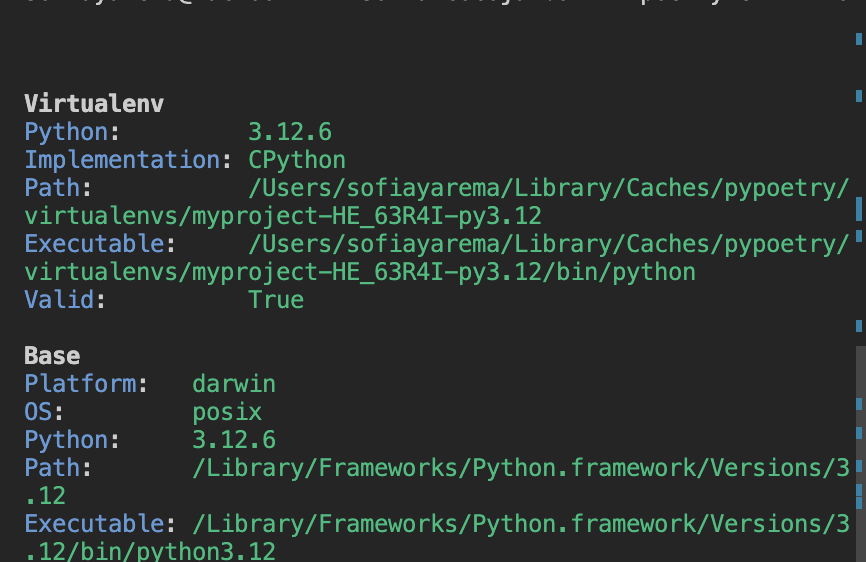 Virtualenv
Python:         3.12.6
Implementation: CPython
Path:           /Users/sofiayarema/Library/Caches/pypoetry/
virtualenvs/myproject-HE_63R4I-py3.12
Executable:     /Users/sofiayarema/Library/Caches/pypoetry/
virtualenvs/myproject-HE_63R4I-py3.12/bin/python
Valid:          True
Base
Platform:   darwin
OS:         posix
Python:     3.12.6
Path:       /Library/Frameworks/Python.framework/Versions/3
.12
Executable: /Library/Frameworks/Python.framework/Versions/3
.12/bin/python3.12